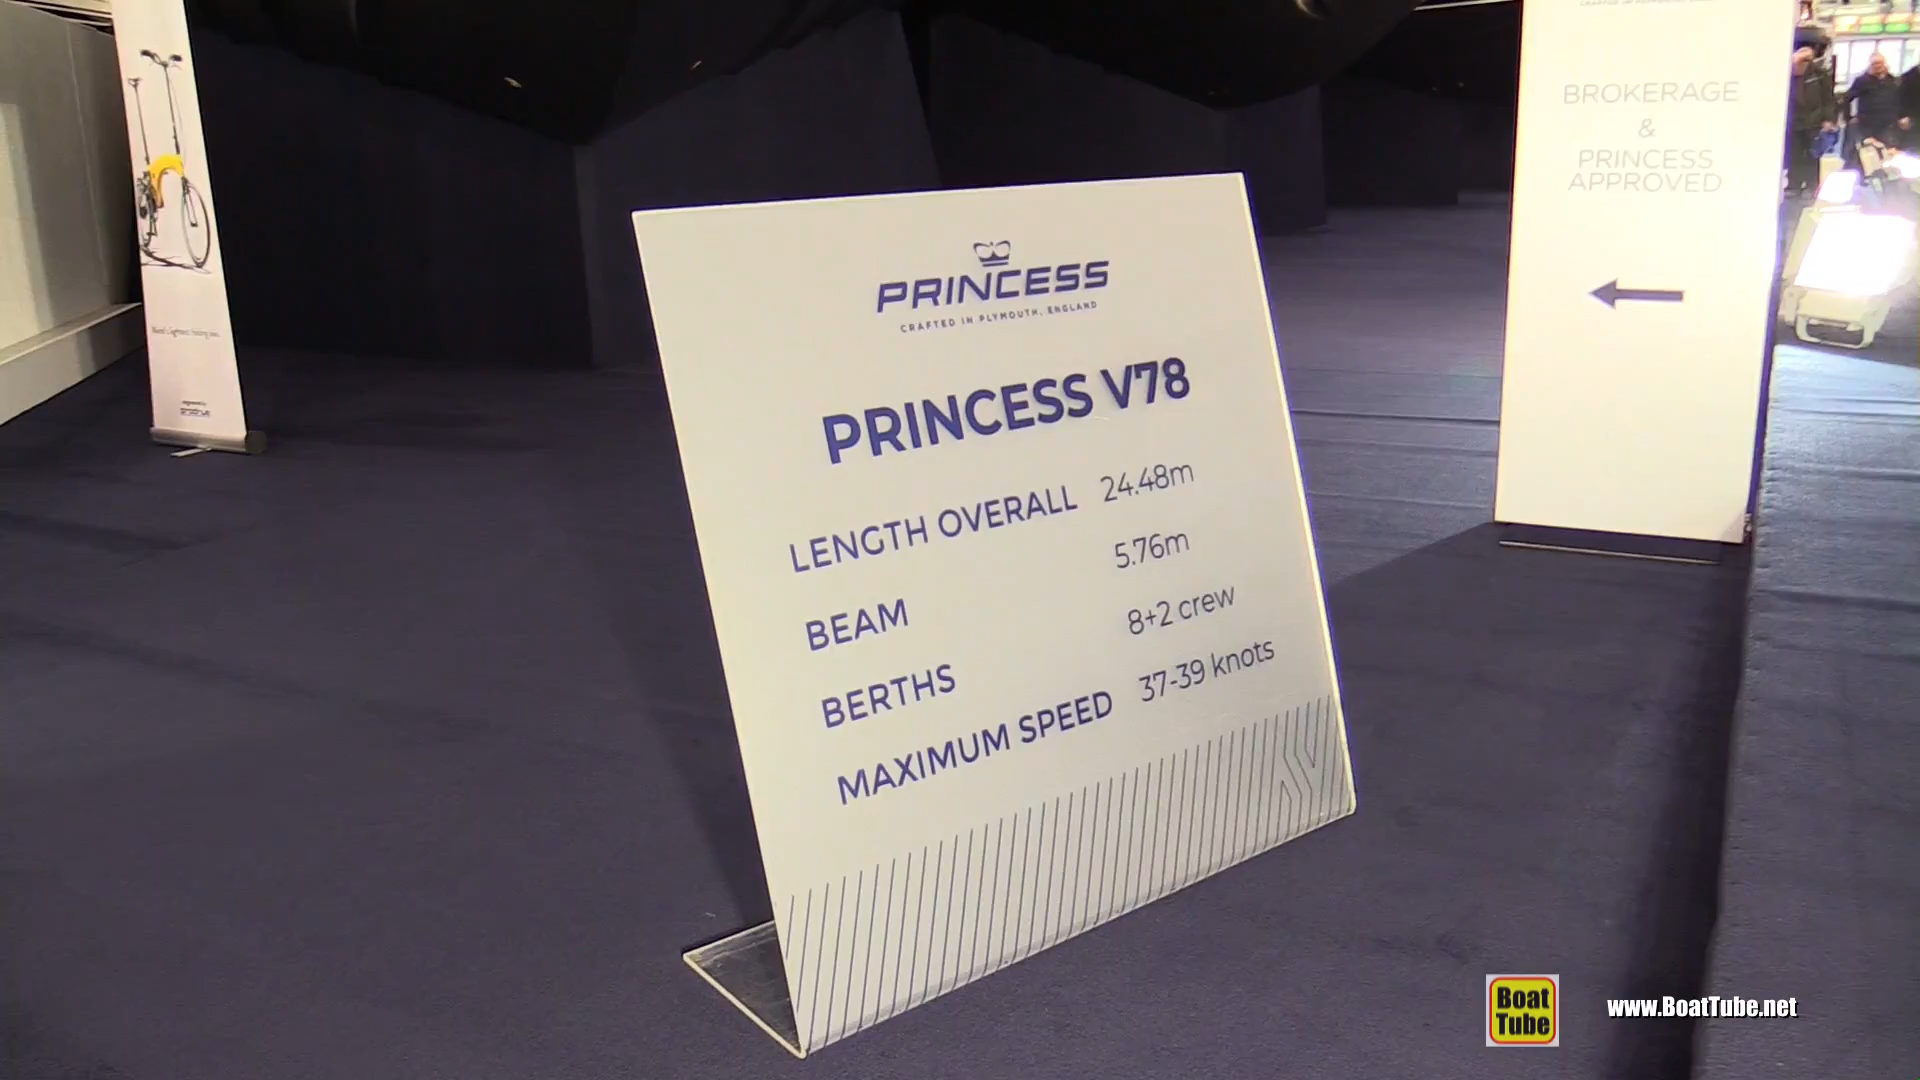 PRINCESS
CRAFTED IN PLYMOUTH, ENGLAND
PRINCESS V78
LENGTH OVERALL 24.48m
BEAM 5.76m
BERTHS 8+2 crew
MAXIMUM SPEED 37-39 knots
BROKERAGE
&
PRINCESS
APPROVED
Boat
Tube
www.BoatTube.net